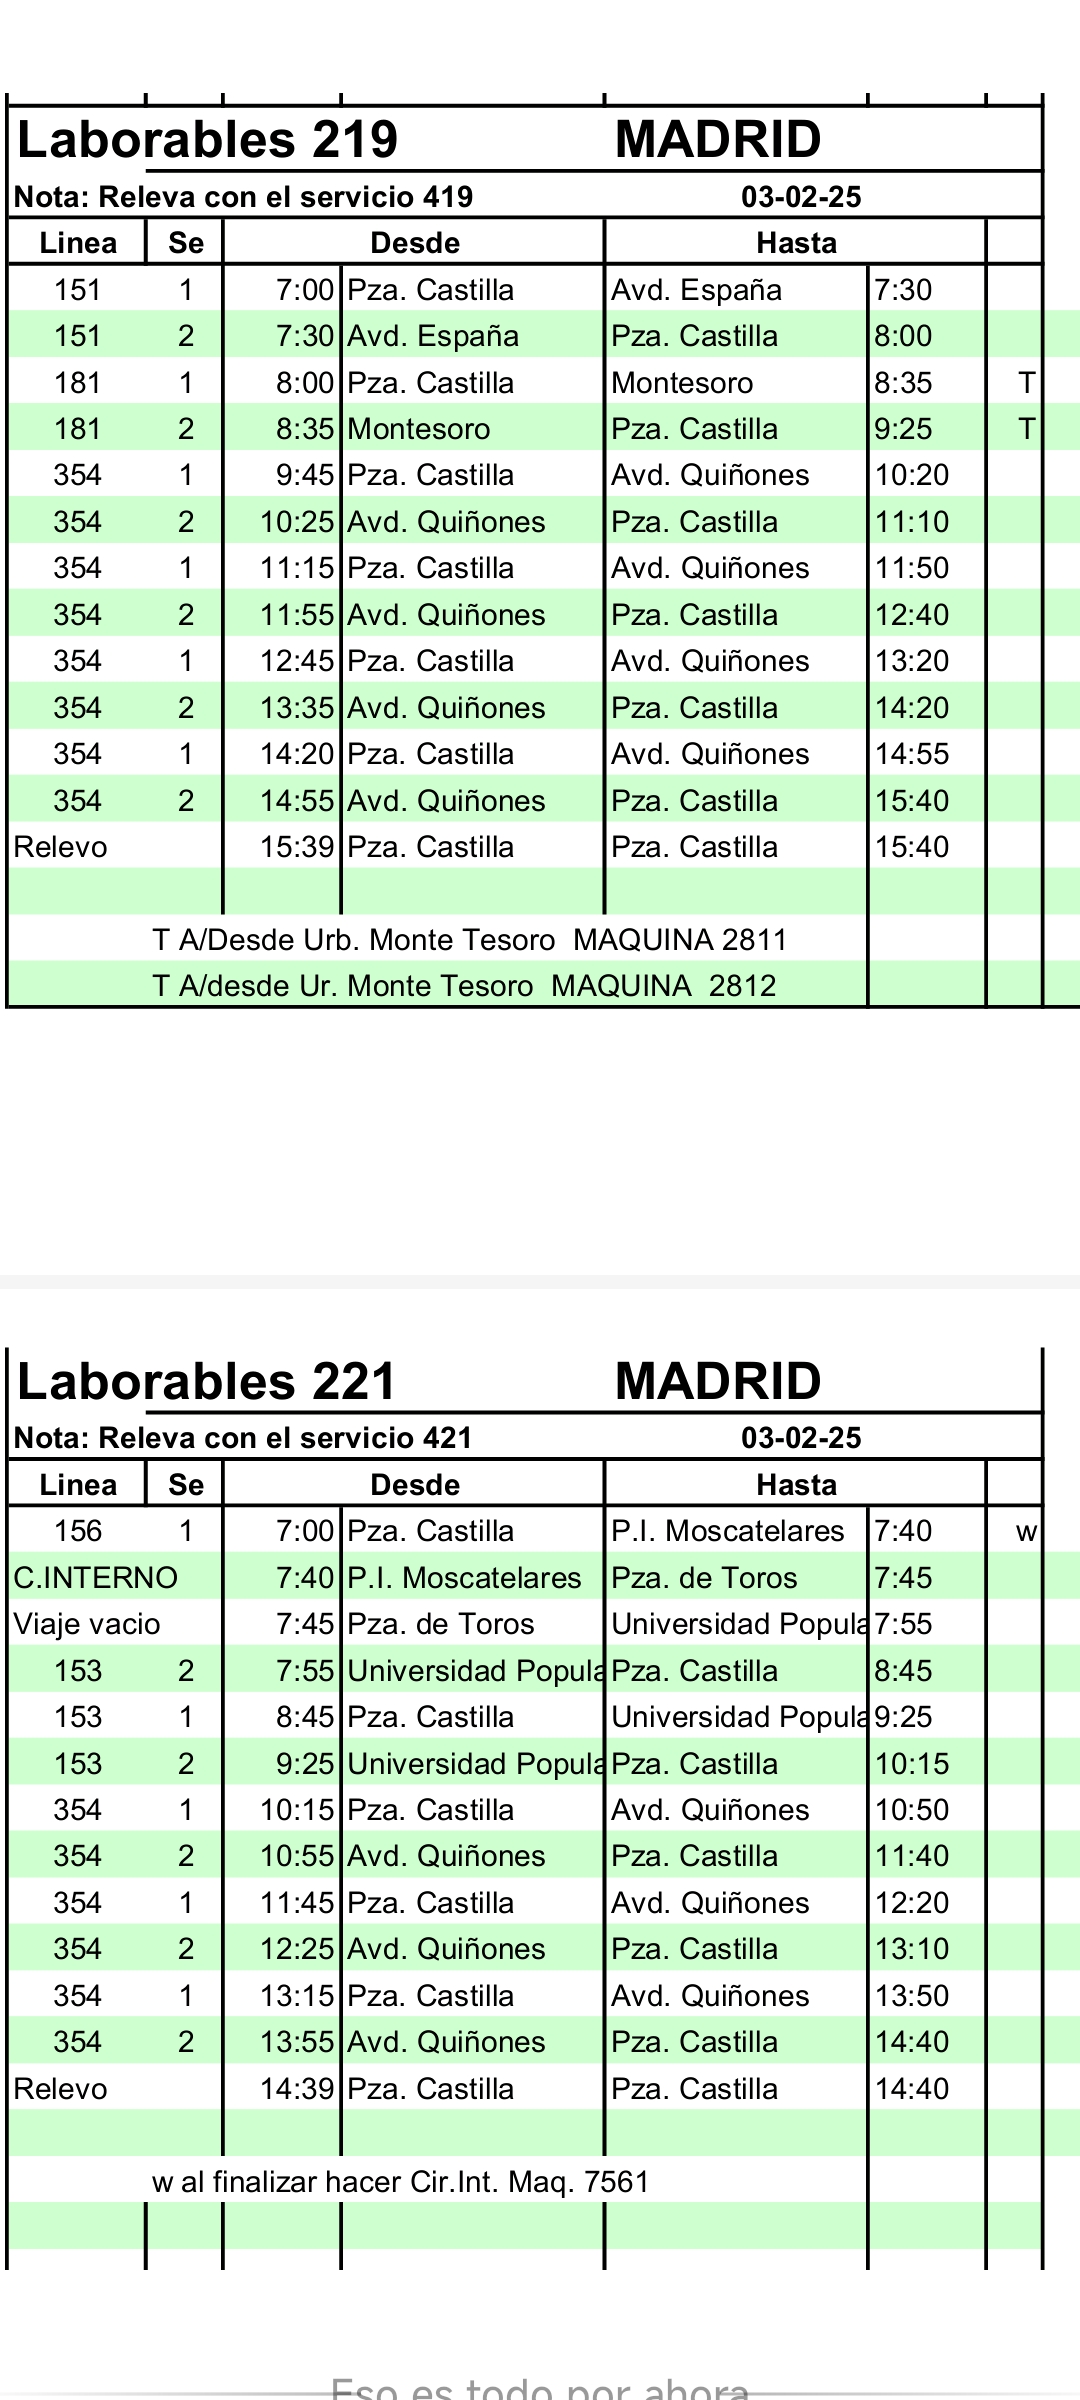 Laborables 219 MADRID
Nota: Releva con el servicio 419 03-02-25
Linea Se Desde Hasta
151 1 7:00 Pza. Castilla Avd. España 7:30
151 2 7:30 Avd. España Pza. Castilla 8:00
181 1 8:00 Pza. Castilla Montesoro 8:35 T
181 2 8:35 Montesoro Pza. Castilla 9:25 T
354 1 9:45 Pza. Castilla Avd. Quiñones 10:20
354 2 10:25 Avd. Quiñones Pza. Castilla 11:10
354 1 11:15 Pza. Castilla Avd. Quiñones 11:50
354 2 11:55 Avd. Quiñones Pza. Castilla 12:40
354 1 12:45 Pza. Castilla Avd. Quiñones 13:20
354 2 13:35 Avd. Quiñones Pza. Castilla 14:20
354 1 14:20 Pza. Castilla Avd. Quiñones 14:55
354 2 14:55 Avd. Quiñones Pza. Castilla 15:40
Relevo 15:39 Pza. Castilla Pza. Castilla 15:40
T A/Desde Urb. Monte Tesoro MAQUINA 2811
T A/desde Ur. Monte Tesoro MAQUINA 2812
Laborables 221 MADRID
Nota: Releva con el servicio 421 03-02-25
Linea Se Desde Hasta
156 1 7:00 Pza. Castilla P.I. Moscatelares 7:40 w
C.INTERNO 7:40 P.I. Moscatelares Pza. de Toros 7:45
Viaje vacio 7:45 Pza. de Toros Universidad Popula 7:55
153 2 7:55 Universidad Popula Pza. Castilla 8:45
153 1 8:45 Pza. Castilla Universidad Popula 9:25
153 2 9:25 Universidad Popula Pza. Castilla 10:15
354 1 10:15 Pza. Castilla Avd. Quiñones 10:50
354 2 10:55 Avd. Quiñones Pza. Castilla 11:40
354 1 11:45 Pza. Castilla Avd. Quiñones 12:20
354 2 12:25 Avd. Quiñones Pza. Castilla 13:10
354 1 13:15 Pza. Castilla Avd. Quiñones 13:50
354 2 13:55 Avd. Quiñones Pza. Castilla 14:40
Relevo 14:39 Pza. Castilla Pza. Castilla 14:40
w al finalizar hacer Cir.Int. Maq. 7561
Eso es todo por ahora